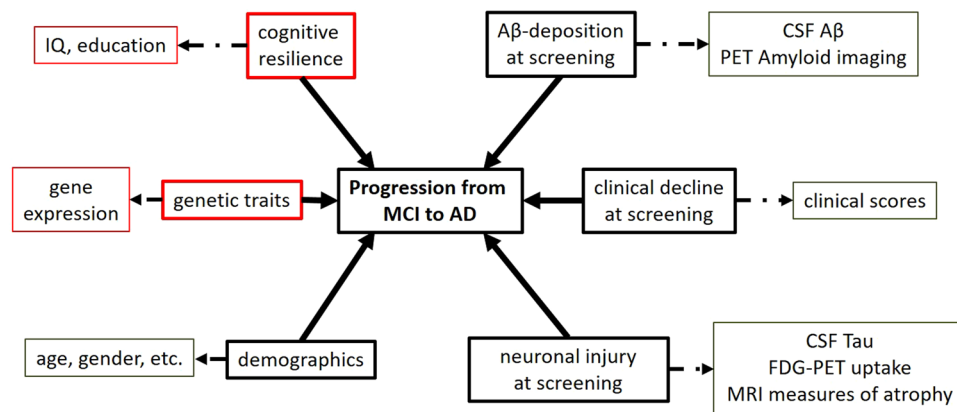 IQ, education
cognitive
resilience
Aβ-deposition
at screening
CSF Aβ
PET Amyloid imaging
gene
expression
genetic traits
Progression from
MCI to AD
clinical decline
at screening
clinical scores
age, gender, etc.
demographics
neuronal injury
at screening
CSF Tau
FDG-PET uptake
MRI measures of atrophy